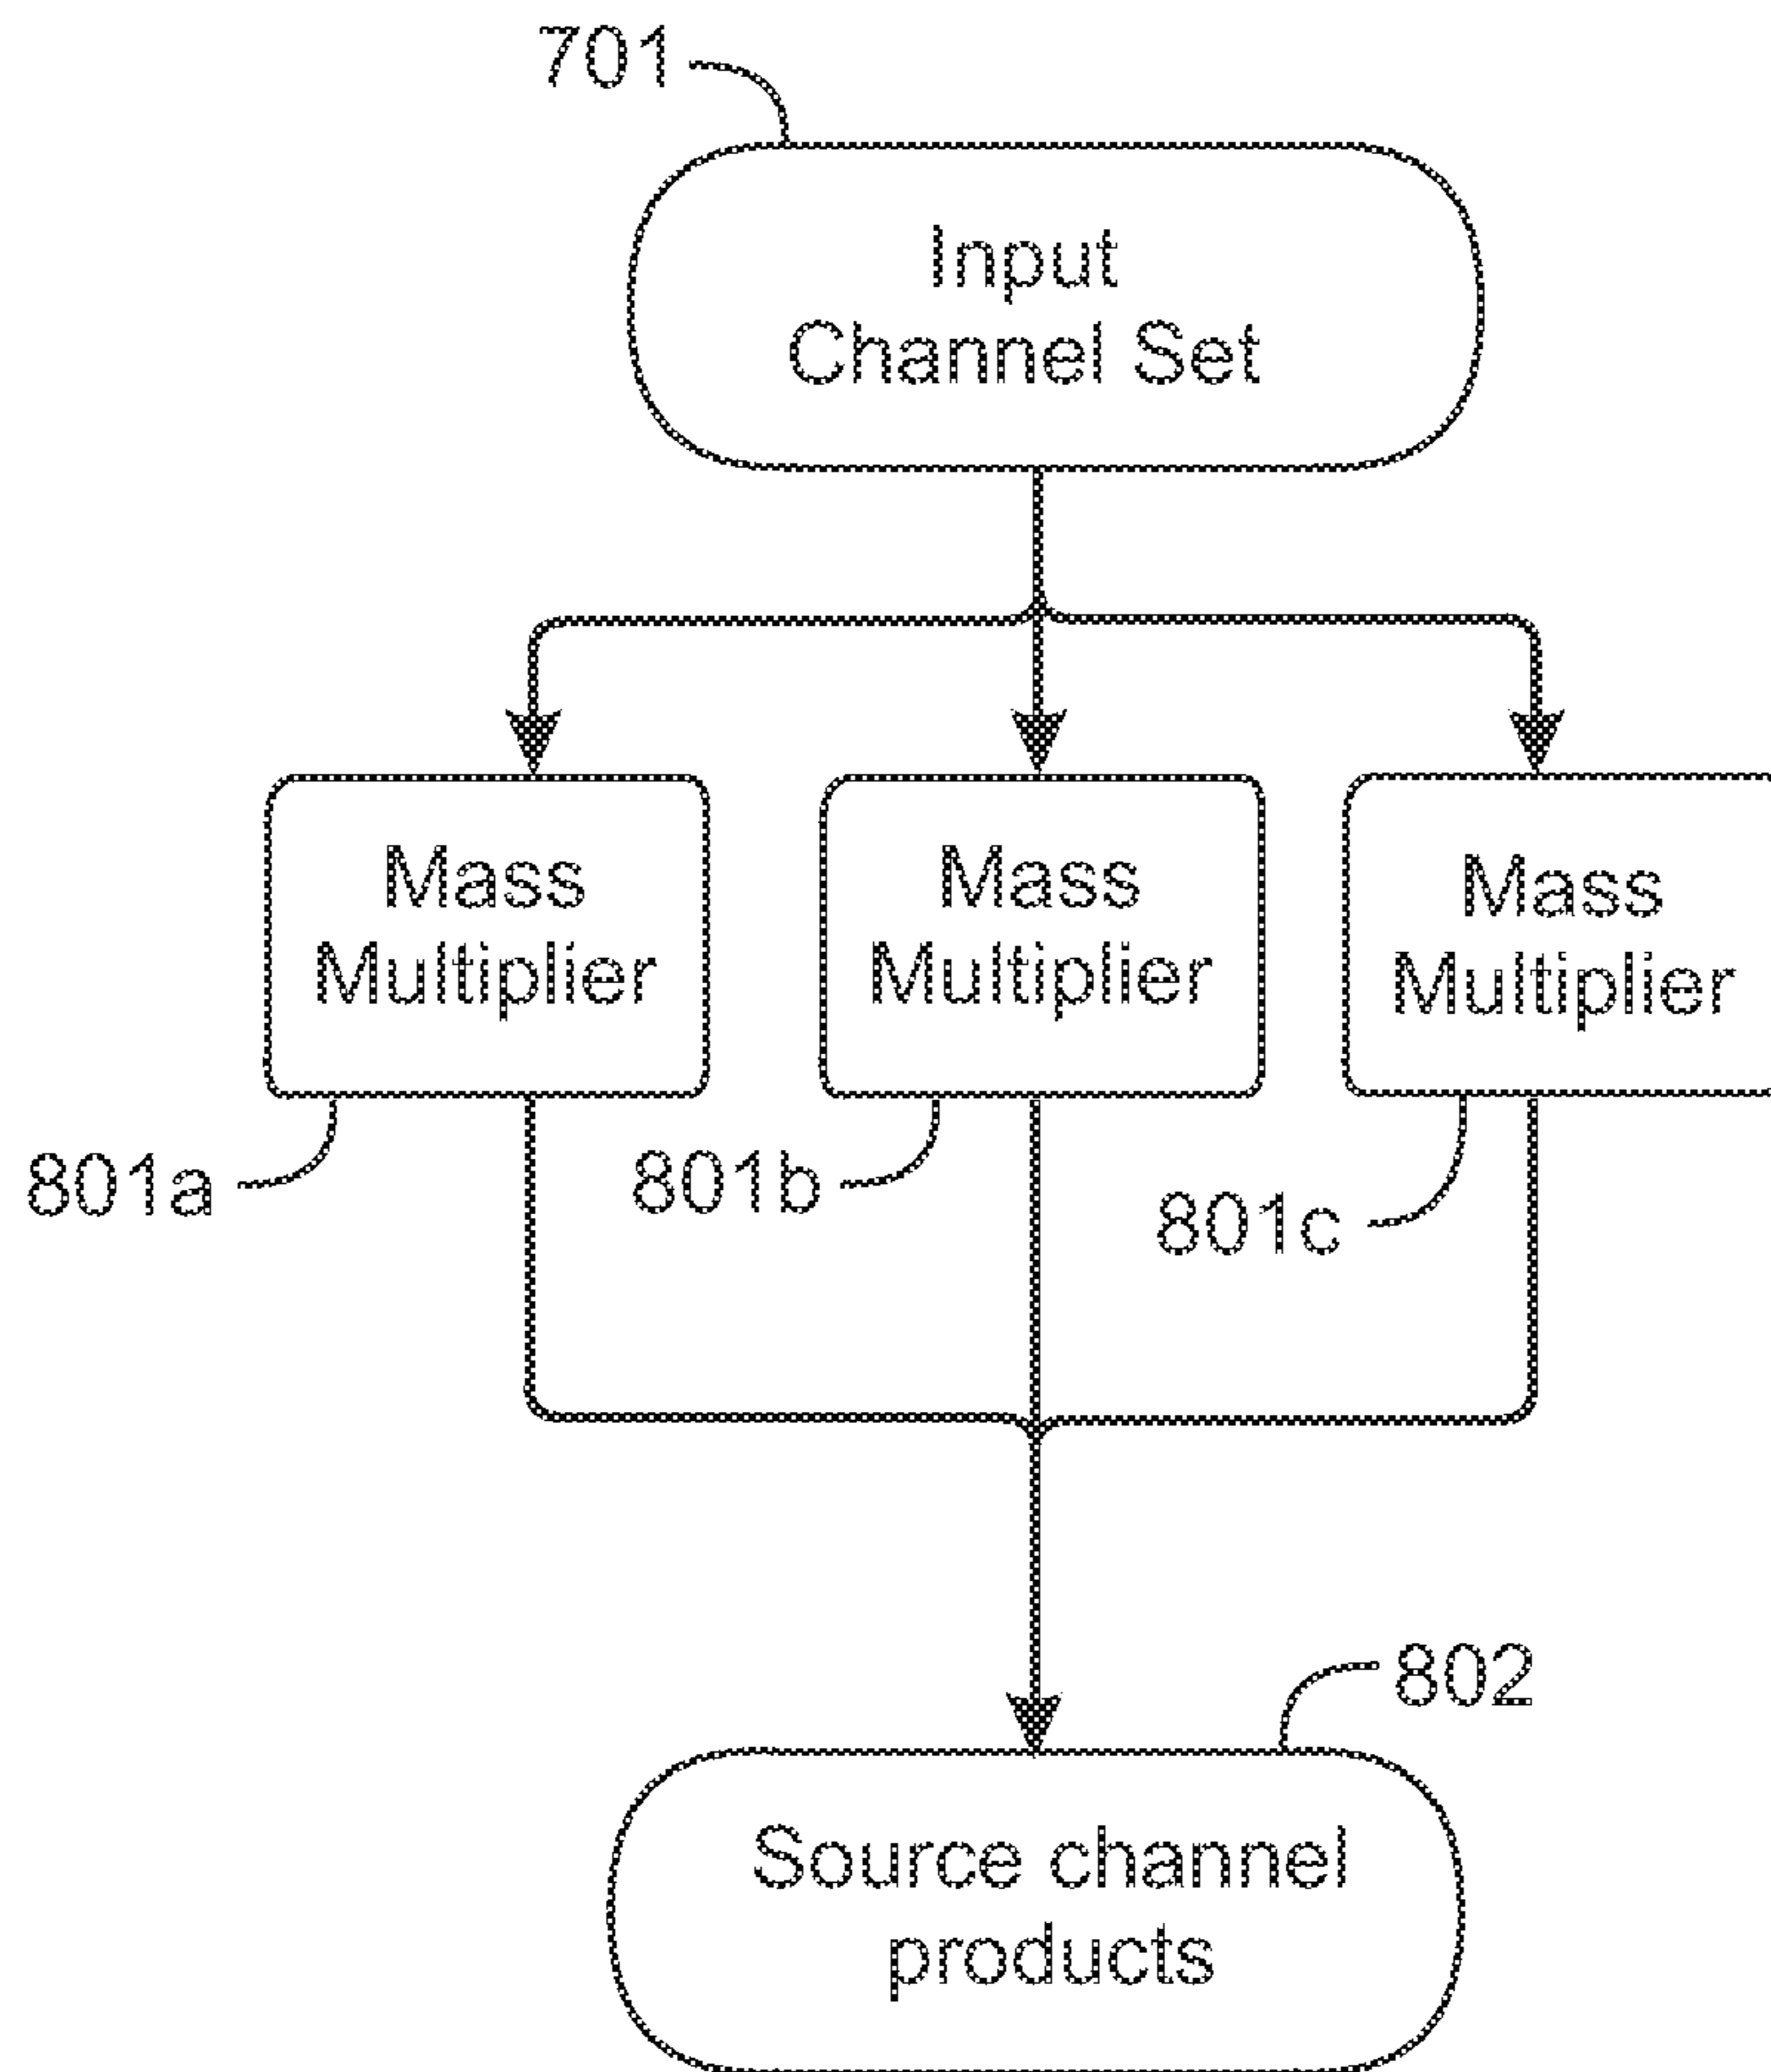 701
Input
Channel Set
Mass
Multiplier
Mass
Multiplier
Mass
Multiplier
801a
801b
801c
802
Source channel
products